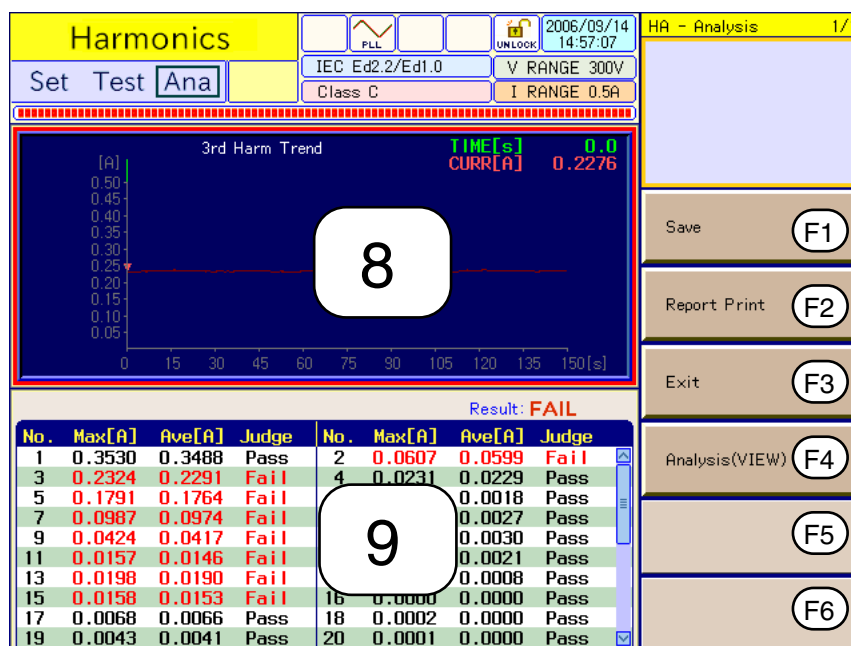 Harmonics
PLL
UNLOCK
2006/09/14
14:57:07
Set Test Ana
IEC Ed2.2/Ed1.0
V RANGE 300V
Class C
I RANGE 0.5A
HA - Analysis 1/
3rd Harm Trend
TIME[s] 0.0
CURR[A] 0.2276
[A]
0.50
0.45
0.40
0.35
0.30
0.25
0.20
0.15
0.10
0.05
0 15 30 45 60 75 90 105 120 135 150[s]
8
Save F1
Report Print F2
Exit F3
Analysis(VIEW) F4
F5
F6
Result: FAIL
No. Max[A] Ave[A] Judge No. Max[A] Ave[A] Judge
1 0.3530 0.3488 Pass 2 0.0607 0.0599 Fail
3 0.2324 0.2291 Fail 4 0.0231 0.0229 Pass
5 0.1791 0.1764 Fail 0.0018 Pass
7 0.0987 0.0974 Fail 0.0027 Pass
9 0.0424 0.0417 Fail 0.0030 Pass
11 0.0157 0.0146 Fail 0.0021 Pass
13 0.0198 0.0190 Fail 0.0008 Pass
15 0.0158 0.0153 Fail 16 0.0000 0.0000 Pass
17 0.0068 0.0066 Pass 18 0.0002 0.0000 Pass
19 0.0043 0.0041 Pass 20 0.0001 0.0000 Pass
9